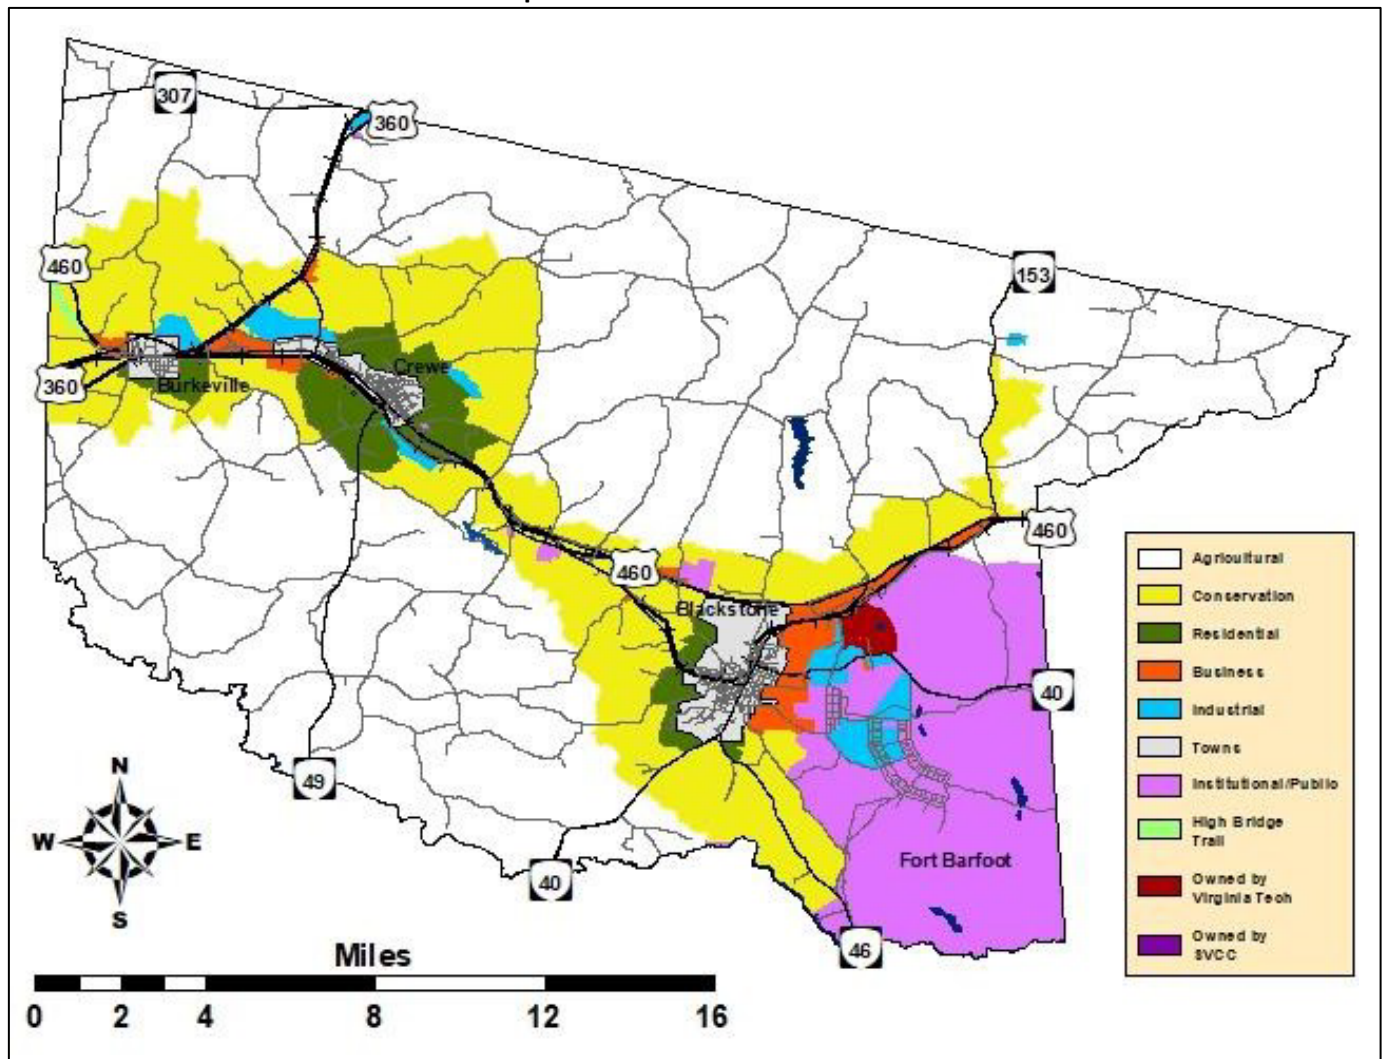 307
360
460
153
360
Crewe
Burkeville
460
460
Blackstone
40
49
40
Fort Barfoot
46
N
W E
S
Miles
0 2 4 8 12 16
Agricultural
Conservation
Residential
Business
Industrial
Towns
Institutional/Public
High Bridge
Trail
Owned by
Virginia Tech
Owned by
SVCC